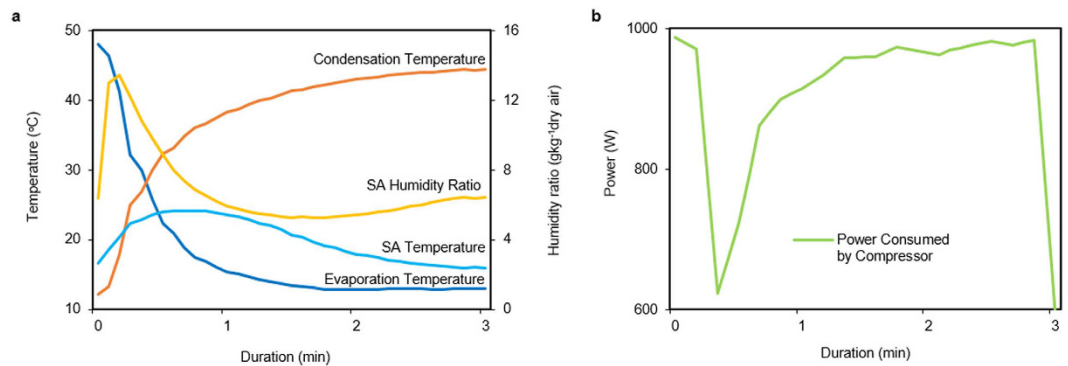 a
50
40
30
20
10
Temperature (ºC)
16
12
8
4
0
Humidity ratio (gkg⁻¹dry air)
Condensation Temperature
SA Humidity Ratio
SA Temperature
Evaporation Temperature
0
1
2
3
Duration (min)
b
1000
800
600
Power (W)
Power Consumed
by Compressor
0
1
2
3
Duration (min)